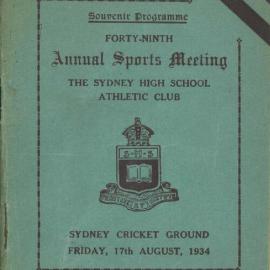 Souvenir Programme
FORTY-NINTH
Annual Sports Meeting
THE SYDNEY HIGH SCHOOL
ATHLETIC CLUB
S H S
SYDNEY CRICKET GROUND
FRIDAY, 17th AUGUST, 1934